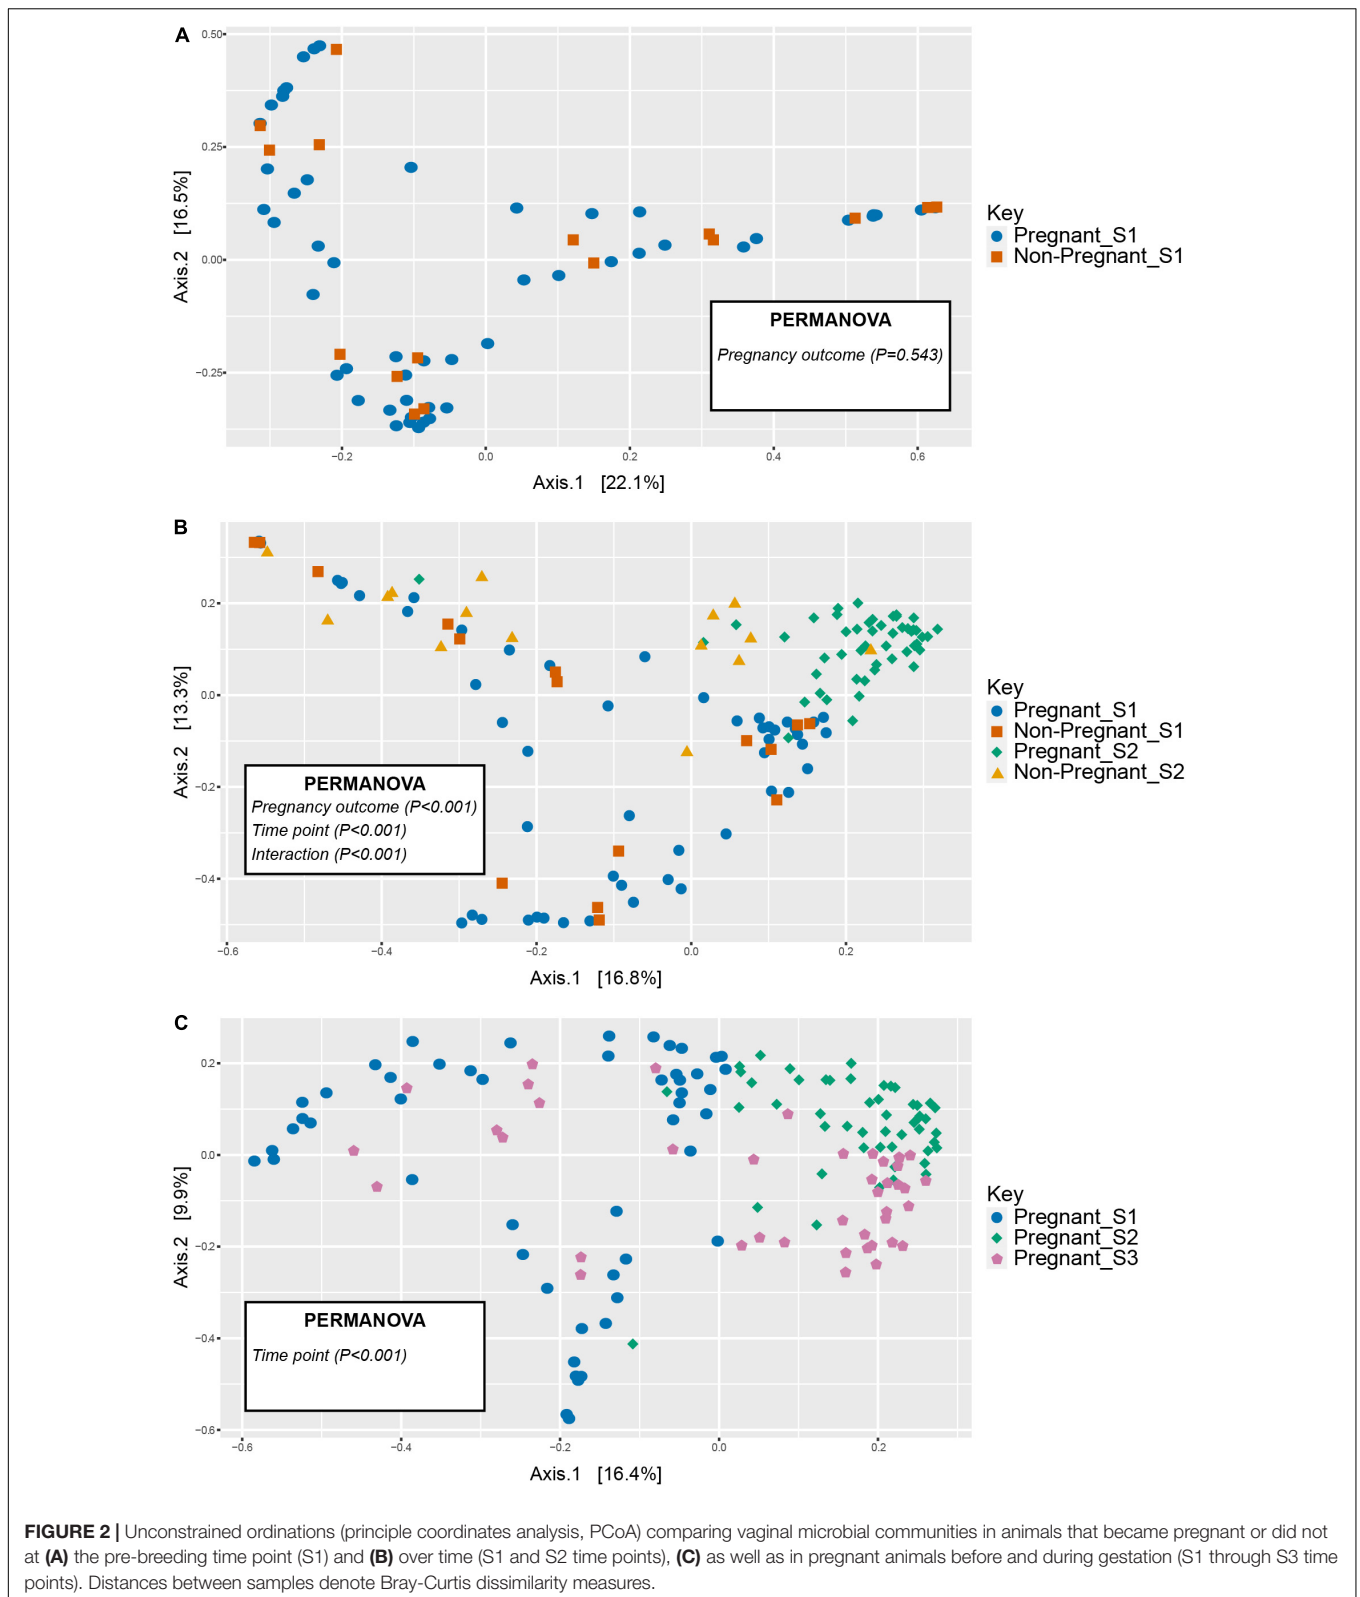 A
0.50
0.25
0.00
−0.25
Axis.2 [16.5%]
−0.2
0.0
0.2
0.4
0.6
Axis.1 [22.1%]
PERMANOVA
Pregnancy outcome (P=0.543)
Key
Pregnant_S1
Non-Pregnant_S1
B
0.2
0.0
−0.2
−0.4
Axis.2 [13.3%]
−0.6
−0.4
−0.2
0.0
0.2
Axis.1 [16.8%]
PERMANOVA
Pregnancy outcome (P<0.001)
Time point (P<0.001)
Interaction (P<0.001)
Key
Pregnant_S1
Non-Pregnant_S1
Pregnant_S2
Non-Pregnant_S2
C
0.2
0.0
−0.2
−0.4
−0.6
Axis.2 [9.9%]
−0.6
−0.4
−0.2
0.0
0.2
Axis.1 [16.4%]
PERMANOVA
Time point (P<0.001)
Key
Pregnant_S1
Pregnant_S2
Pregnant_S3
FIGURE 2 | Unconstrained ordinations (principle coordinates analysis, PCoA) comparing vaginal microbial communities in animals that became pregnant or did not
at (A) the pre-breeding time point (S1) and (B) over time (S1 and S2 time points), (C) as well as in pregnant animals before and during gestation (S1 through S3 time
points). Distances between samples denote Bray-Curtis dissimilarity measures.